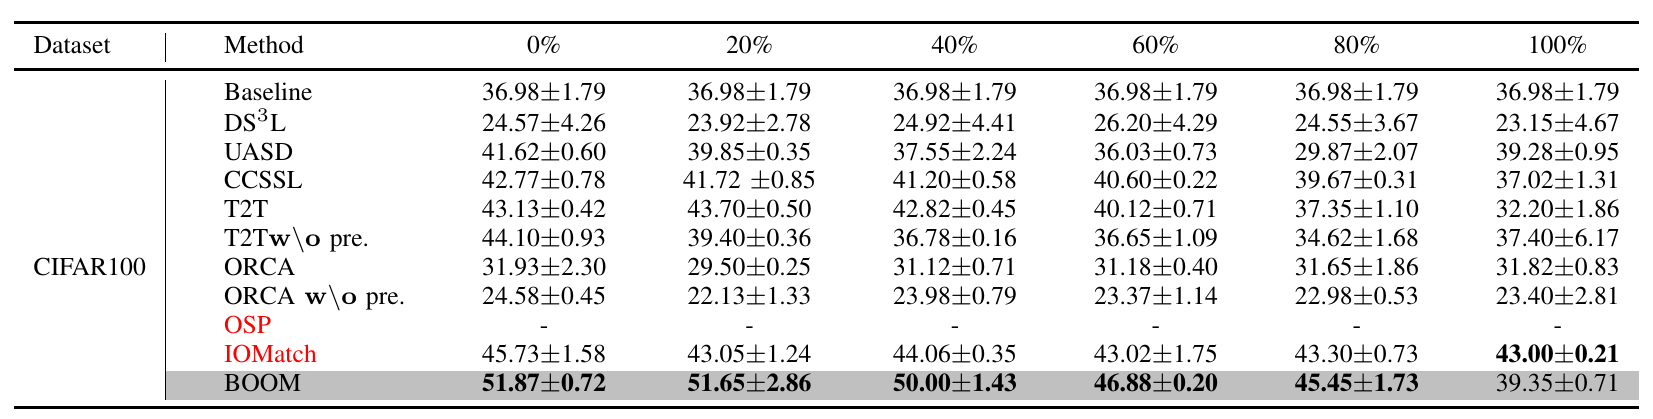 Dataset Method 0% 20% 40% 60% 80% 100%
Baseline 36.98±1.79 36.98±1.79 36.98±1.79 36.98±1.79 36.98±1.79 36.98±1.79
DS³L 24.57±4.26 23.92±2.78 24.92±4.41 26.20±4.29 24.55±3.67 23.15±4.67
UASD 41.62±0.60 39.85±0.35 37.55±2.24 36.03±0.73 29.87±2.07 39.28±0.95
CCSSL 42.77±0.78 41.72 ±0.85 41.20±0.58 40.60±0.22 39.67±0.31 37.02±1.31
T2T 43.13±0.42 43.70±0.50 42.82±0.45 40.12±0.71 37.35±1.10 32.20±1.86
T2Tw\o pre. 44.10±0.93 39.40±0.36 36.78±0.16 36.65±1.09 34.62±1.68 37.40±6.17
CIFAR100 ORCA 31.93±2.30 29.50±0.25 31.12±0.71 31.18±0.40 31.65±1.86 31.82±0.83
ORCA w\o pre. 24.58±0.45 22.13±1.33 23.98±0.79 23.37±1.14 22.98±0.53 23.40±2.81
OSP - - - - - -
IOMatch 45.73±1.58 43.05±1.24 44.06±0.35 43.02±1.75 43.30±0.73 43.00±0.21
BOOM 51.87±0.72 51.65±2.86 50.00±1.43 46.88±0.20 45.45±1.73 39.35±0.71